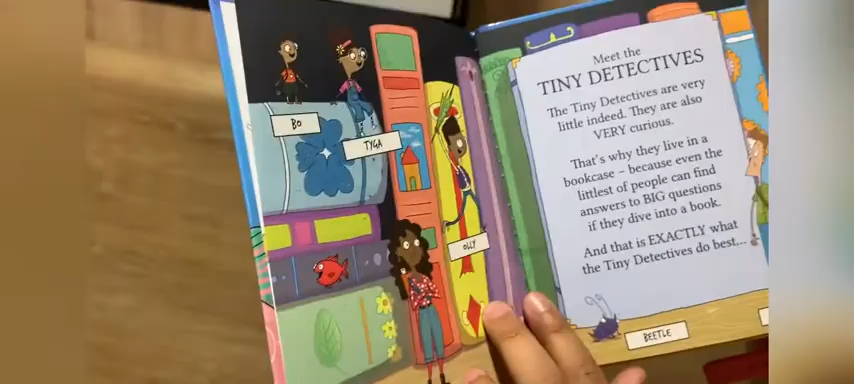 BO
TYGA
OLLY
Meet the
TINY DETECTIVES
The Tiny Detectives are very
little indeed. They are also
VERY curious.
That's why they live in a
bookcase – because even the
littlest of people can find
answers to BIG questions
if they dive into a book.
And that is EXACTLY what
the Tiny Detectives do best...
BEETLE